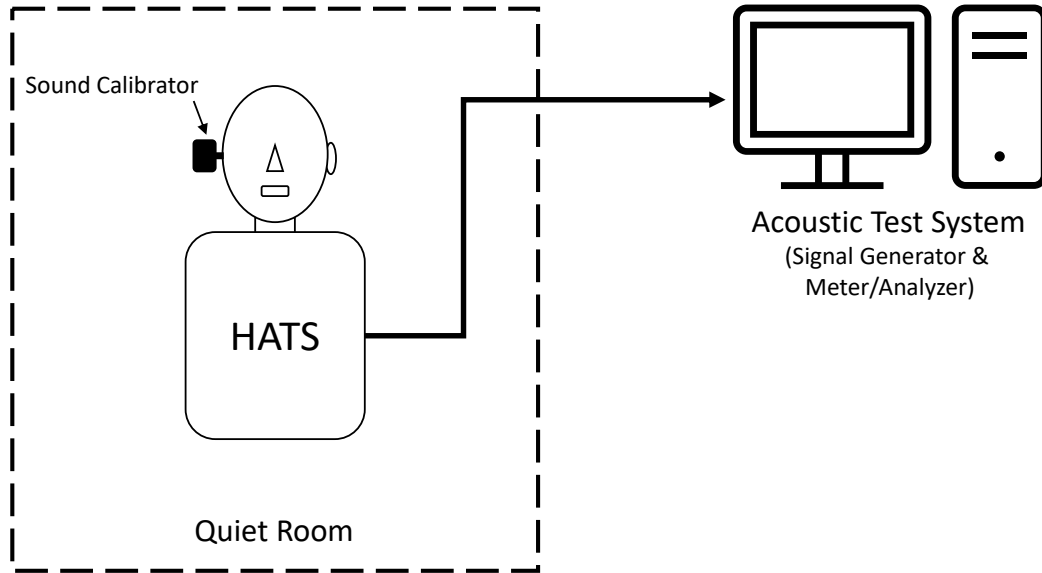 Sound Calibrator
HATS
Quiet Room
Acoustic Test System
(Signal Generator &
Meter/Analyzer)